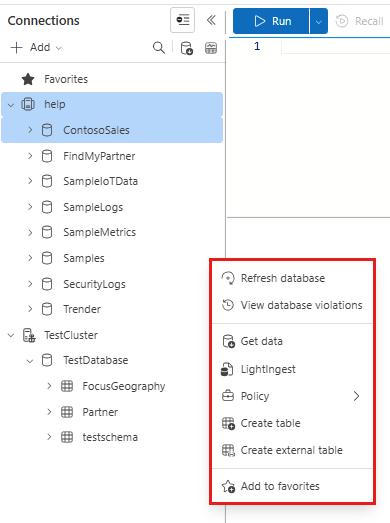 Connections
Run
Recall
Add
1
Favorites
help
ContosoSales
FindMyPartner
SampleIoTData
SampleLogs
SampleMetrics
Samples
SecurityLogs
Trender
TestCluster
TestDatabase
FocusGeography
Partner
testschema
Refresh database
View database violations
Get data
LightIngest
Policy
Create table
Create external table
Add to favorites